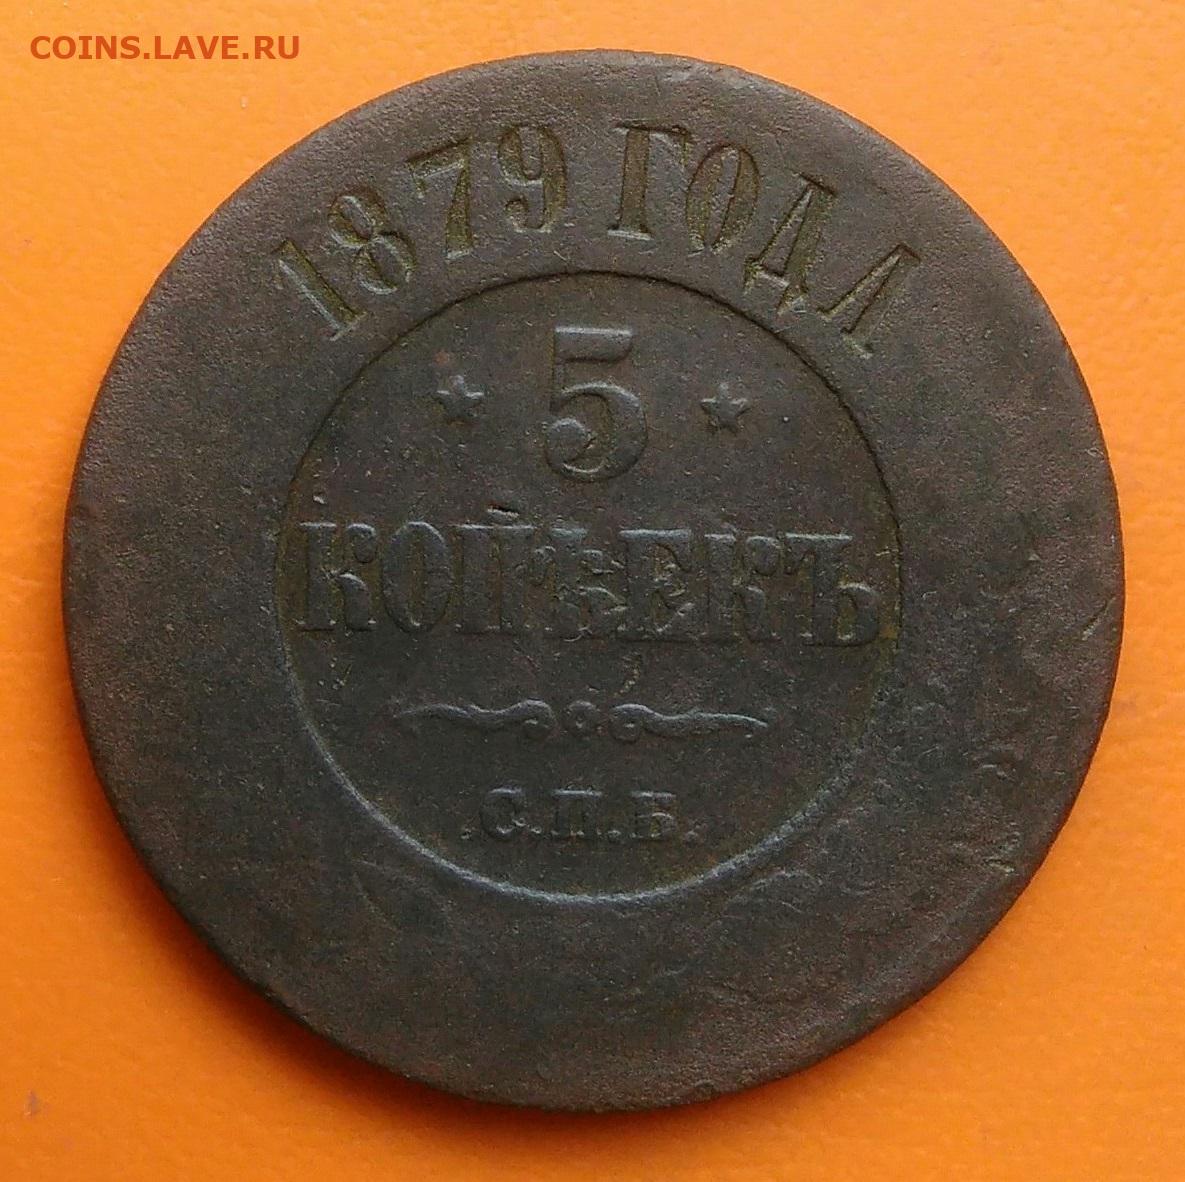 COINS.LAVE.RU
1879 ГОДА
5
КОПѢЕКЪ
.С.П.Б.